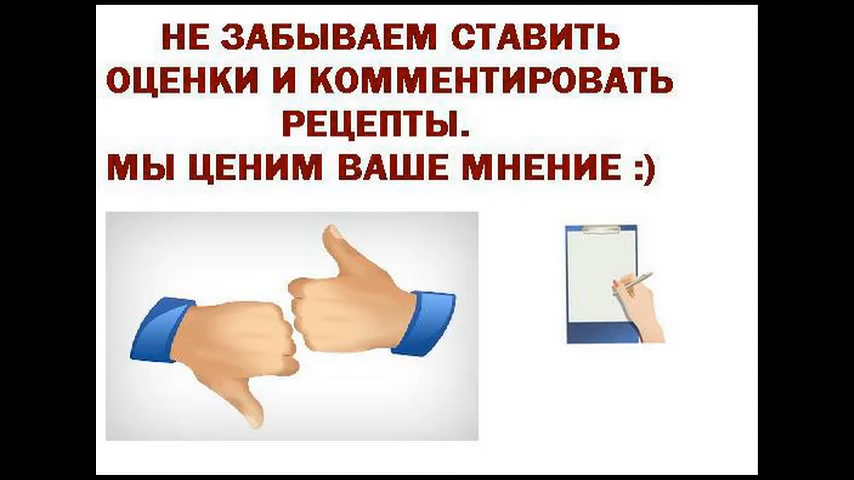 НЕ ЗАБЫВАЕМ СТАВИТЬ
ОЦЕНКИ И КОММЕНТИРОВАТЬ
РЕЦЕПТЫ.
МЫ ЦЕНИМ ВАШЕ МНЕНИЕ :)